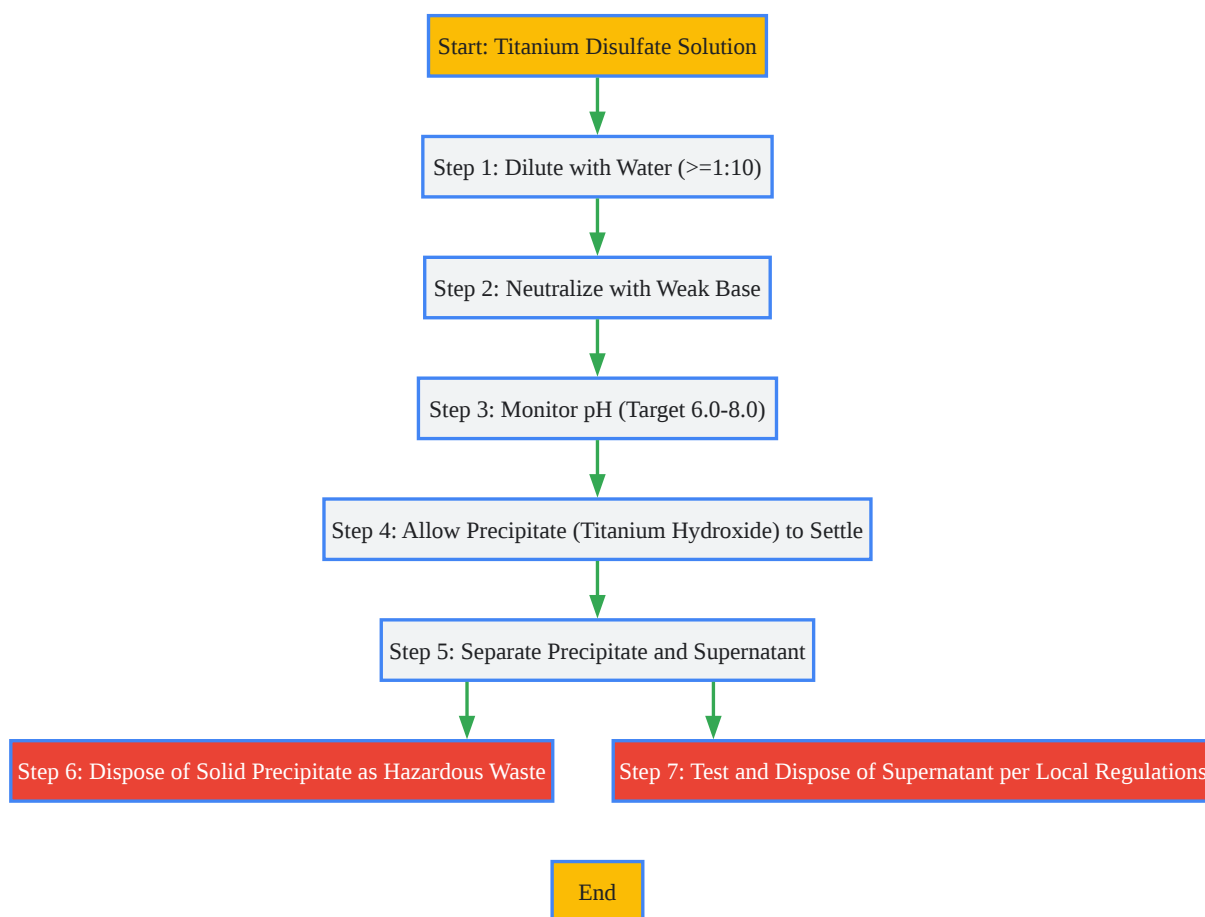 Start: Titanium Disulfate Solution
Step 1: Dilute with Water (>=1:10)
Step 2: Neutralize with Weak Base
Step 3: Monitor pH (Target 6.0-8.0)
Step 4: Allow Precipitate (Titanium Hydroxide) to Settle
Step 5: Separate Precipitate and Supernatant
Step 6: Dispose of Solid Precipitate as Hazardous Waste
Step 7: Test and Dispose of Supernatant per Local Regulations
End